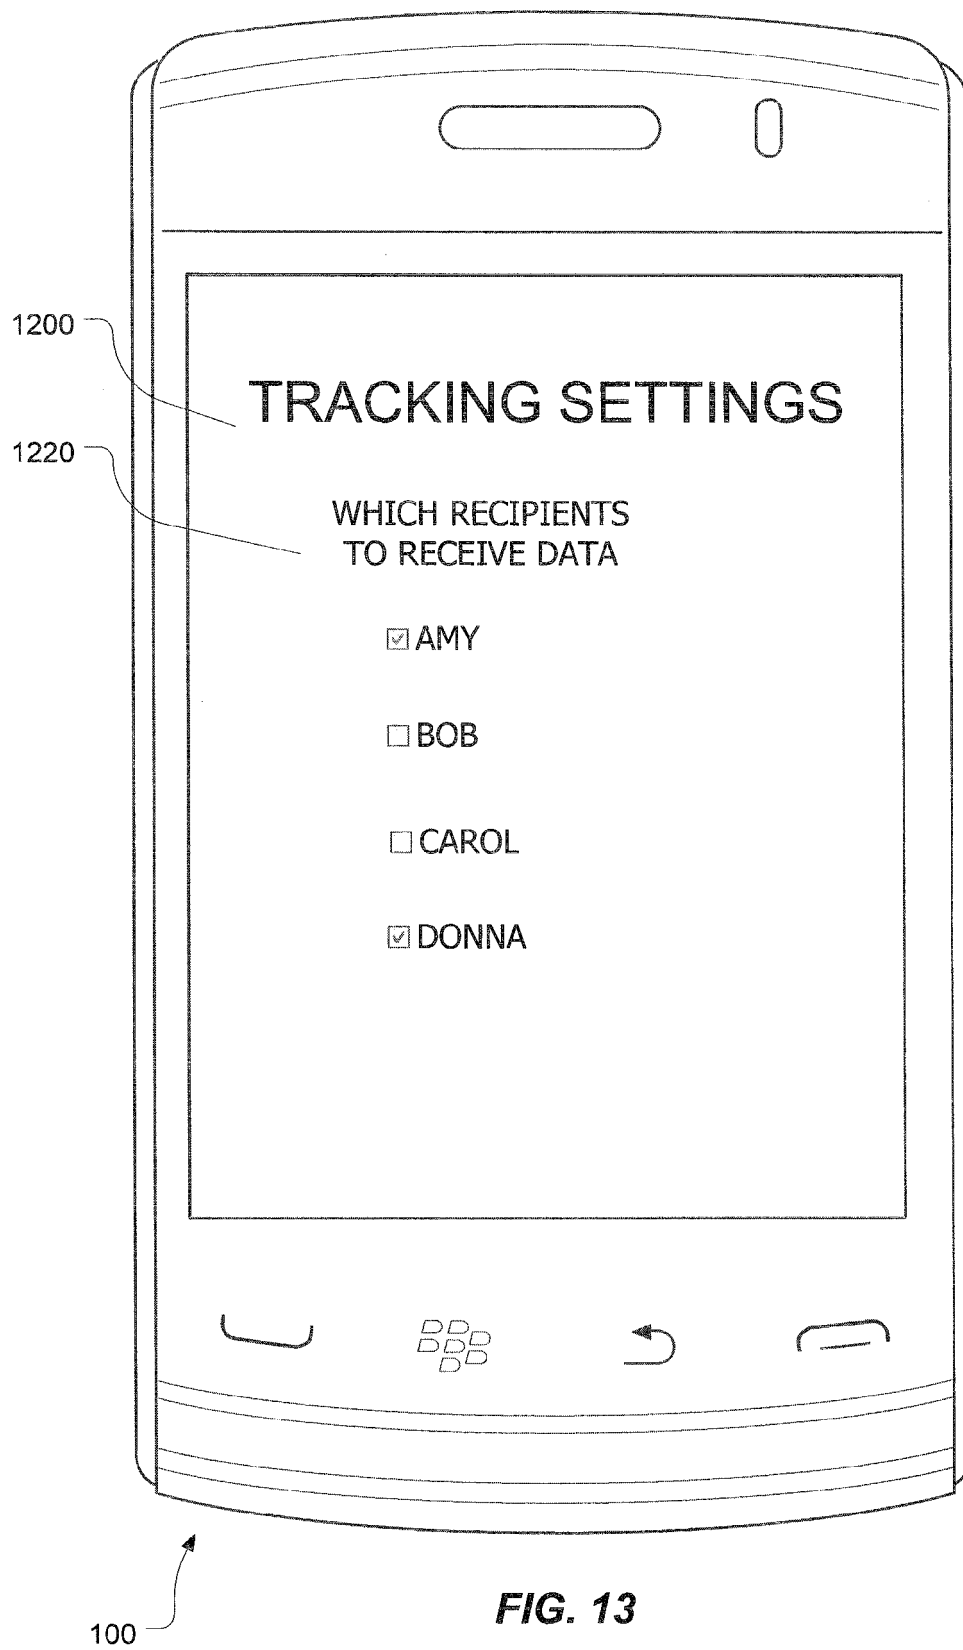 1200
TRACKING SETTINGS
1220
WHICH RECIPIENTS
TO RECEIVE DATA
AMY
BOB
CAROL
DONNA
100
FIG. 13